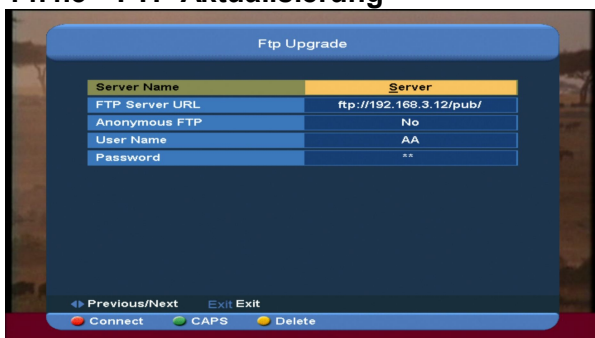 Ftp Upgrade
Server Name Server
FTP Server URL ftp://192.168.3.12/pub/
Anonymous FTP No
User Name AA
Password **
Previous/Next Exit Exit
Connect CAPS Delete